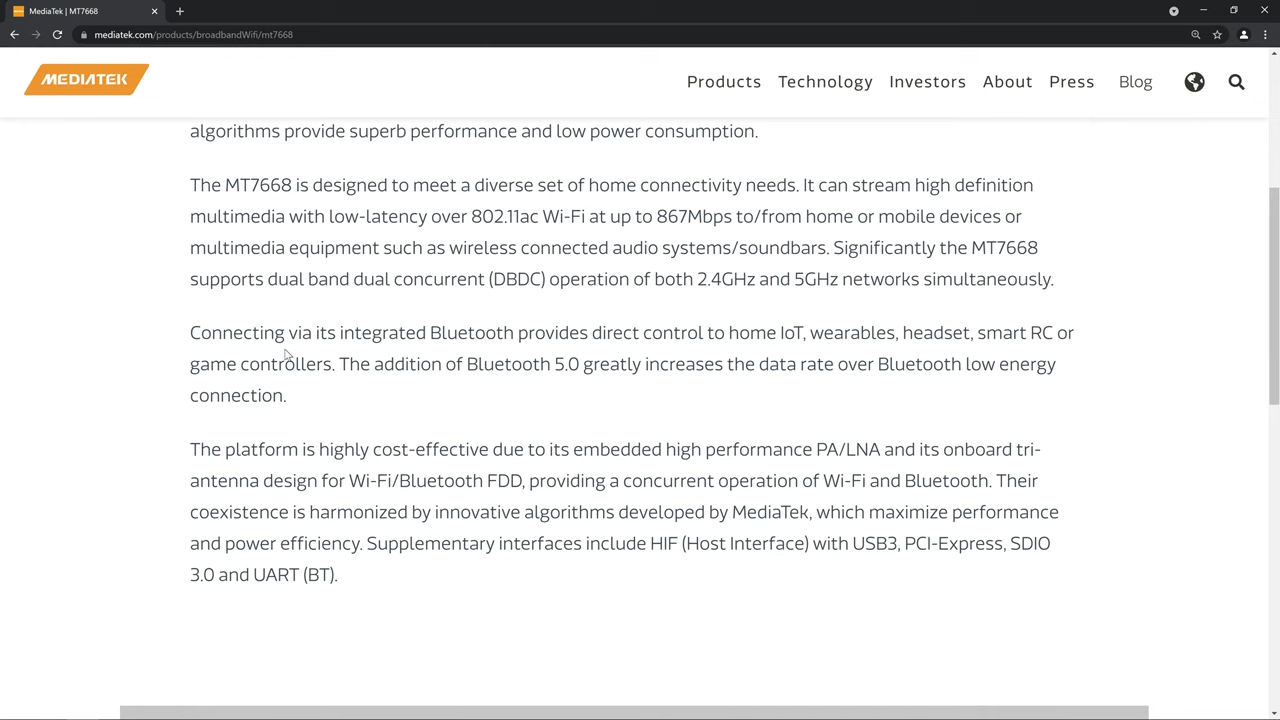 MediaTek | MT7668
mediatek.com/products/broadbandWifi/mt7668
MEDIATEK
Products Technology Investors About Press Blog
algorithms provide superb performance and low power consumption.
The MT7668 is designed to meet a diverse set of home connectivity needs. It can stream high definition
multimedia with low-latency over 802.11ac Wi-Fi at up to 867Mbps to/from home or mobile devices or
multimedia equipment such as wireless connected audio systems/soundbars. Significantly the MT7668
supports dual band dual concurrent (DBDC) operation of both 2.4GHz and 5GHz networks simultaneously.
Connecting via its integrated Bluetooth provides direct control to home IoT, wearables, headset, smart RC or
game controllers. The addition of Bluetooth 5.0 greatly increases the data rate over Bluetooth low energy
connection.
The platform is highly cost-effective due to its embedded high performance PA/LNA and its onboard tri-
antenna design for Wi-Fi/Bluetooth FDD, providing a concurrent operation of Wi-Fi and Bluetooth. Their
coexistence is harmonized by innovative algorithms developed by MediaTek, which maximize performance
and power efficiency. Supplementary interfaces include HIF (Host Interface) with USB3, PCI-Express, SDIO
3.0 and UART (BT).